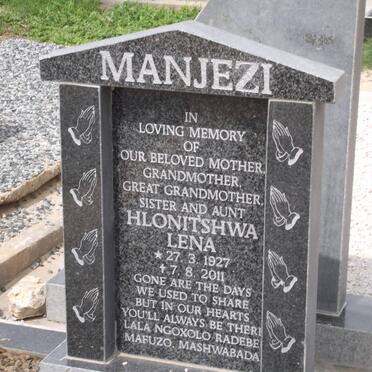 MANJEZI
IN
LOVING MEMORY
OF
OUR BELOVED MOTHER,
GRANDMOTHER,
GREAT GRANDMOTHER,
SISTER AND AUNT
HLONITSHWA
LENA
* 27. 3. 1927
† 7. 8. 2011
GONE ARE THE DAYS
WE USED TO SHARE
BUT IN OUR HEARTS
YOU'LL ALWAYS BE THERE
LALA NGOXOLO RADEBE
MAFUZO, MASHWABADA